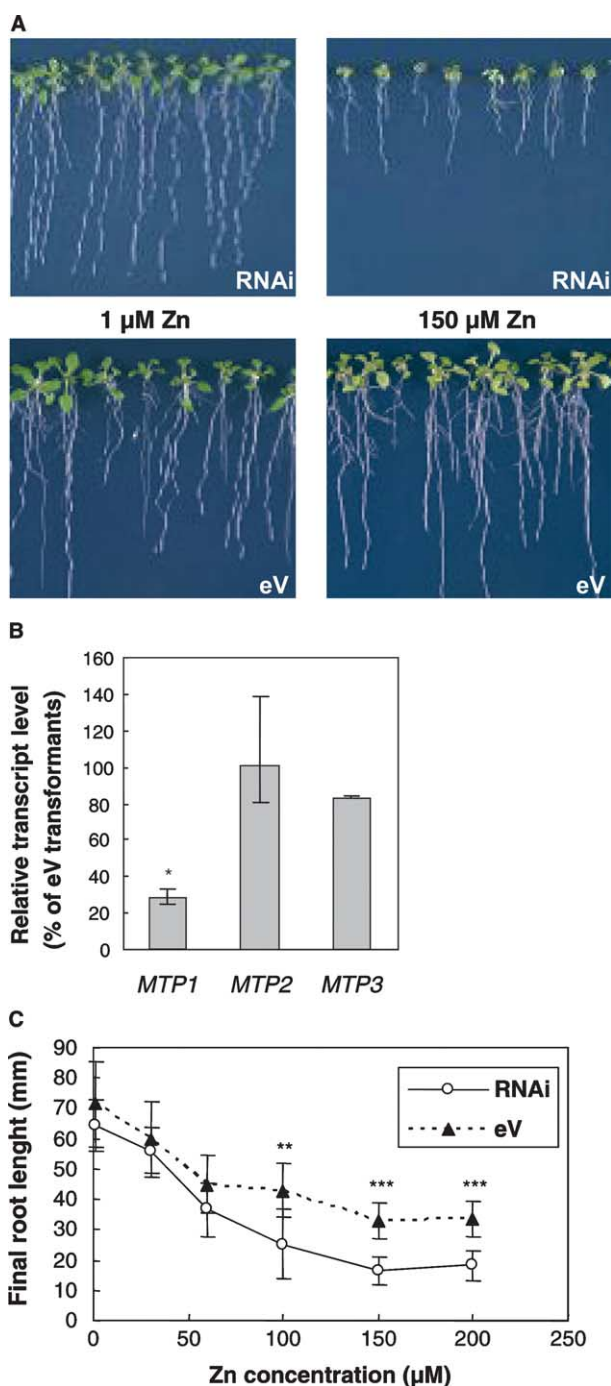 A
RNAi
RNAi
1 µM Zn
150 µM Zn
eV
eV
B
Relative transcript level
(% of eV transformants)
160
140
120
100
80
60
40
20
0
*
MTP1 MTP2 MTP3
C
Final root lenght (mm)
90
80
70
60
50
40
30
20
10
0
RNAi
eV
**
***
***
0 50 100 150 200 250
Zn concentration (µM)